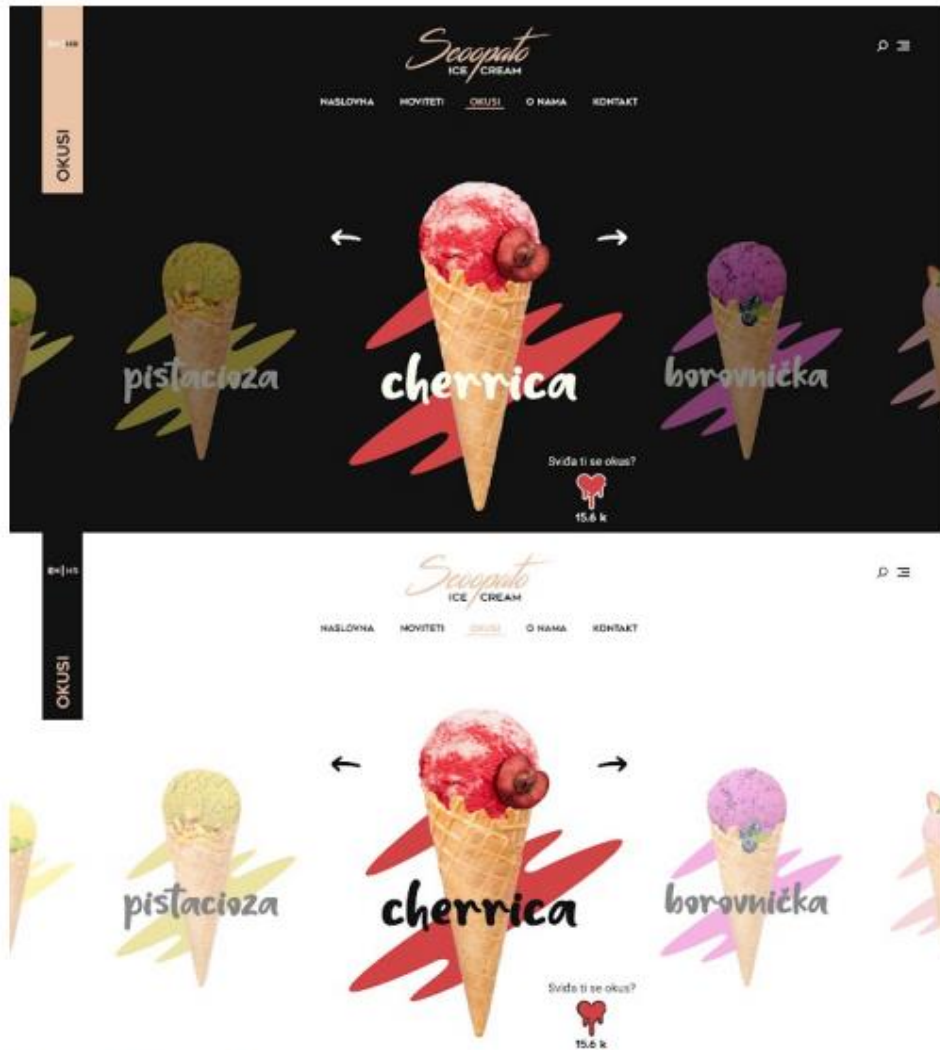 HR
Scoopato
ICE CREAM
NASLOVNA NOVITETI OKUSI O NAMA KONTAKT
OKUSI
pistacioza
cherrica
borovnička
Sviđa ti se okus?
15.6 k
EN|HR
Scoopato
ICE CREAM
NASLOVNA NOVITETI OKUSI O NAMA KONTAKT
OKUSI
pistacioza
cherrica
borovnička
Sviđa ti se okus?
15.6 k